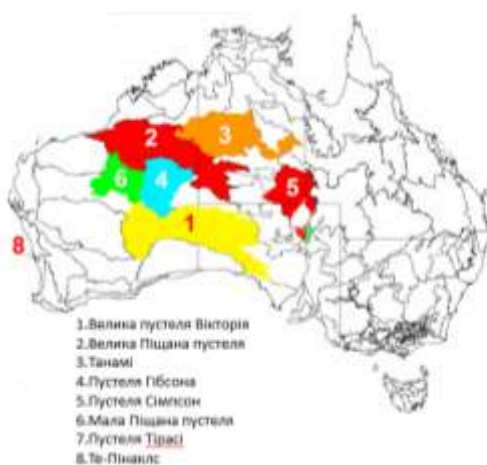 2
3
6
4
5
1
8
1.Велика пустеля Вікторія
2.Велика Піщана пустеля
3.Танамі
4.Пустеля Гібсона
5.Пустеля Сімпсон
6.Мала Піщана пустеля
7.Пустеля Тірасі
8.Те-Пінаклс